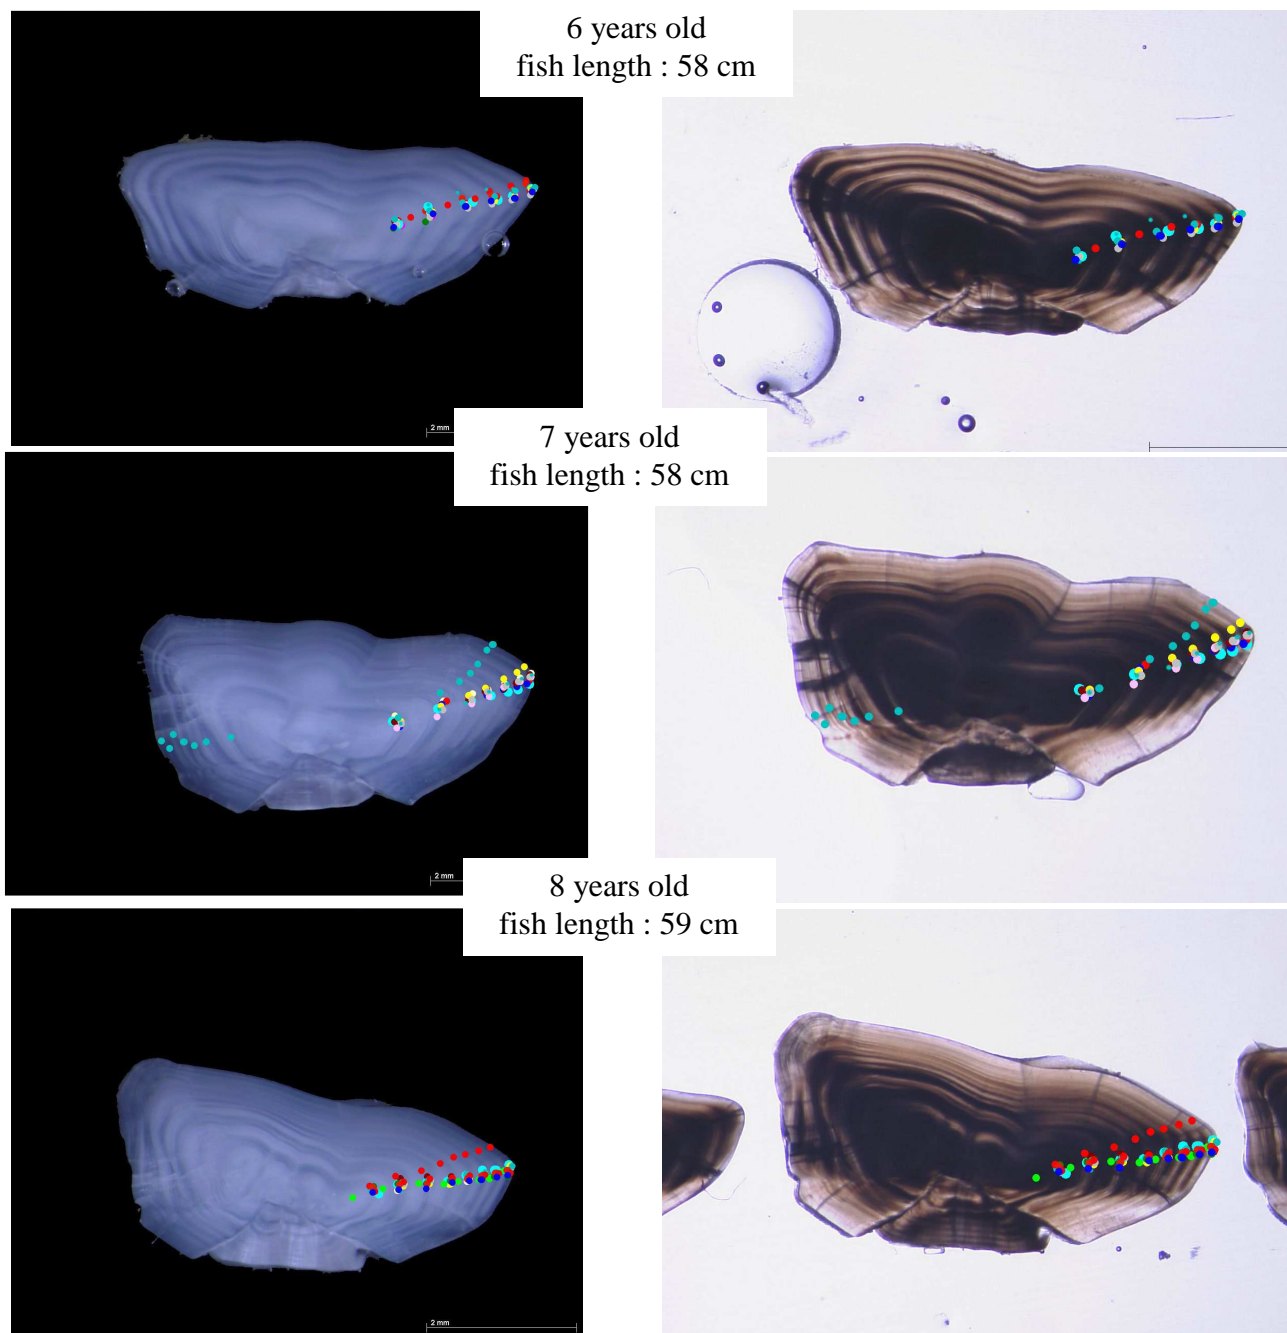 6 years old
fish length : 58 cm
2 mm
7 years old
fish length : 58 cm
2 mm
8 years old
fish length : 59 cm
2 mm